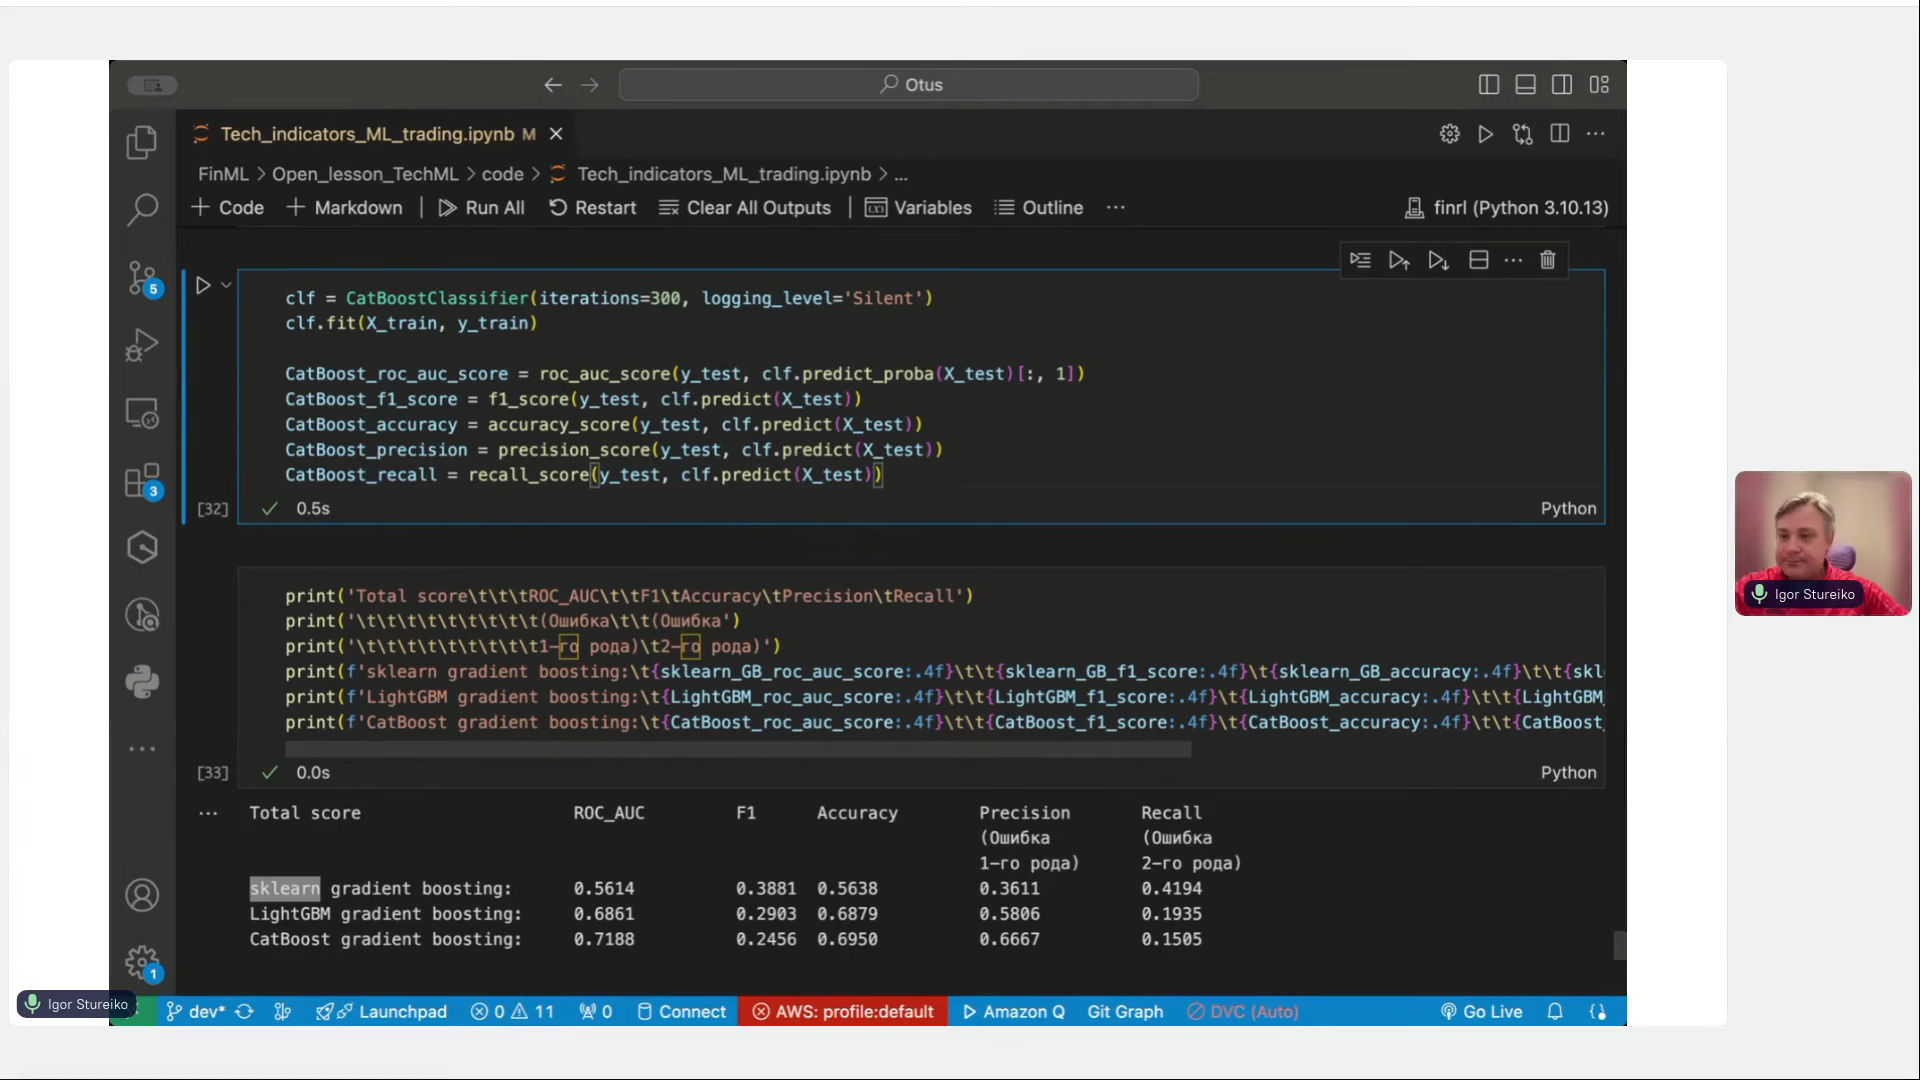 Otus
Tech_indicators_ML_trading.ipynb M
FinML > Open_lesson_TechML > code > Tech_indicators_ML_trading.ipynb > ...
+ Code + Markdown | Run All Restart Clear All Outputs | Variables Outline ...
finrl (Python 3.10.13)
clf = CatBoostClassifier(iterations=300, logging_level='Silent')
clf.fit(X_train, y_train)
CatBoost_roc_auc_score = roc_auc_score(y_test, clf.predict_proba(X_test)[:, 1])
CatBoost_f1_score = f1_score(y_test, clf.predict(X_test))
CatBoost_accuracy = accuracy_score(y_test, clf.predict(X_test))
CatBoost_precision = precision_score(y_test, clf.predict(X_test))
CatBoost_recall = recall_score(y_test, clf.predict(X_test))
[32] 0.5s Python
print('Total score\t\t\tROC_AUC\t\tF1\tAccuracy\tPrecision\tRecall')
print('\t\t\t\t\t\t\t\t\t(Ошибка\t\t(Ошибка')
print('\t\t\t\t\t\t\t\t\t1-го рода)\t2-го рода)')
print(f'sklearn gradient boosting:\t{sklearn_GB_roc_auc_score:.4f}\t\t{sklearn_GB_f1_score:.4f}\t{sklearn_GB_accuracy:.4f}\t\t{skl
print(f'LightGBM gradient boosting:\t{LightGBM_roc_auc_score:.4f}\t\t{LightGBM_f1_score:.4f}\t{LightGBM_accuracy:.4f}\t\t{LightGBM_
print(f'CatBoost gradient boosting:\t{CatBoost_roc_auc_score:.4f}\t\t{CatBoost_f1_score:.4f}\t{CatBoost_accuracy:.4f}\t\t{CatBoost_
[33] 0.0s Python
Total score ROC_AUC F1 Accuracy Precision Recall
(Ошибка (Ошибка
1-го рода) 2-го рода)
sklearn gradient boosting: 0.5614 0.3881 0.5638 0.3611 0.4194
LightGBM gradient boosting: 0.6861 0.2903 0.6879 0.5806 0.1935
CatBoost gradient boosting: 0.7188 0.2456 0.6950 0.6667 0.1505
5
3
1
Igor Stureiko
Igor Stureiko
dev* Launchpad 0 11 0 Connect AWS: profile:default Amazon Q Git Graph DVC (Auto) Go Live